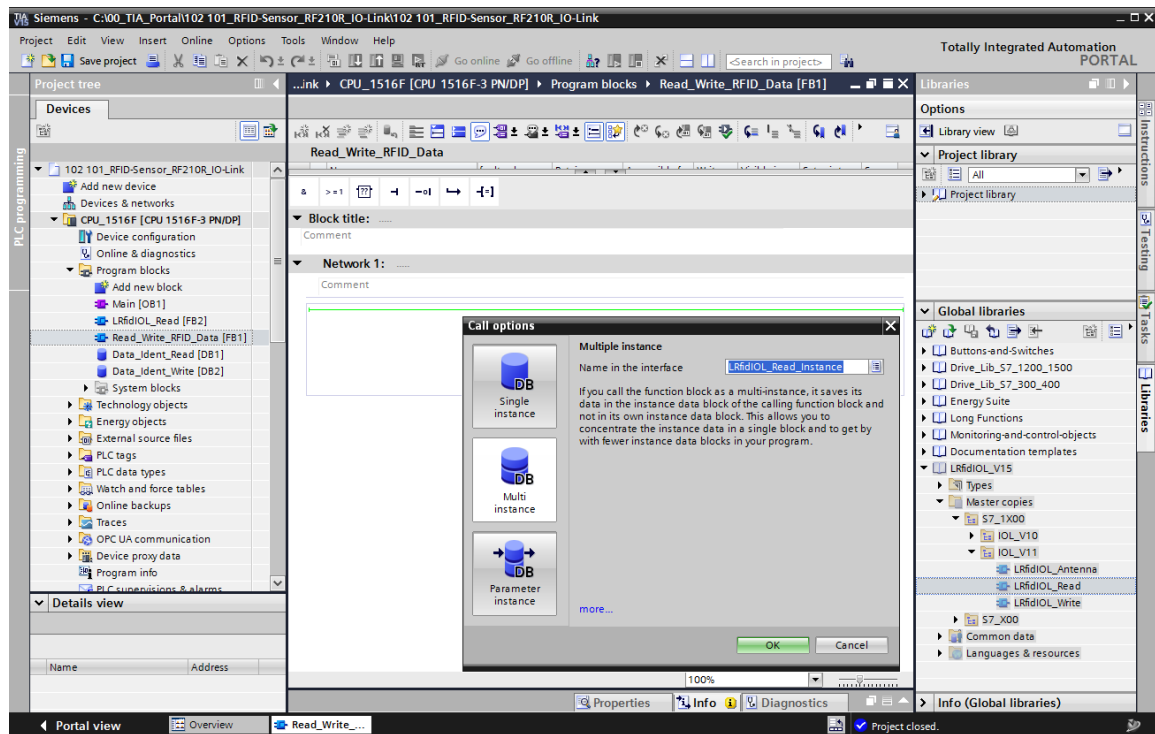 Siemens - C:\00_TIA_Portal\102 101_RFID-Sensor_RF210R_IO-Link\102 101_RFID-Sensor_RF210R_IO-Link
Project Edit View Insert Online Options Tools Window Help
Totally Integrated Automation
PORTAL
Save project
Go online
Go offline
<Search in project>
Project tree
Devices
PLC programming
102 101_RFID-Sensor_RF210R_IO-Link
Add new device
Devices & networks
CPU_1516F [CPU 1516F-3 PN/DP]
Device configuration
Online & diagnostics
Program blocks
Add new block
Main [OB1]
LRfidIOL_Read [FB2]
Read_Write_RFID_Data [FB1]
Data_Ident_Read [DB1]
Data_Ident_Write [DB2]
System blocks
Technology objects
Energy objects
External source files
PLC tags
PLC data types
Watch and force tables
Online backups
Traces
OPC UA communication
Device proxy data
Program info
PLC supervisions & alarms
Details view
Name Address
...ink CPU_1516F [CPU 1516F-3 PN/DP] Program blocks Read_Write_RFID_Data [FB1]
Read_Write_RFID_Data
& >=1 ?? -o| [=]
Block title: .....
Comment
Network 1: .....
Comment
Call options
Single
instance
Multi
instance
Parameter
instance
DB
DB
DB
Multiple instance
Name in the interface LRfidIOL_Read_Instance
If you call the function block as a multi-instance, it saves its
data in the instance data block of the calling function block and
not in its own instance data block. This allows you to
concentrate the instance data in a single block and to get by
with fewer instance data blocks in your program.
more...
OK Cancel
100%
Properties Info Diagnostics
Libraries
Options
Library view
Project library
All
Project library
Global libraries
Buttons-and-Switches
Drive_Lib_S7_1200_1500
Drive_Lib_S7_300_400
Energy Suite
Long Functions
Monitoring-and-control-objects
Documentation templates
LRfidIOL_V15
Types
Master copies
S7_1X00
IOL_V10
IOL_V11
LRfidIOL_Antenna
LRfidIOL_Read
LRfidIOL_Write
S7_X00
Common data
Languages & resources
Info (Global libraries)
Instructions
Testing
Tasks
Libraries
Portal view
Overview
Read_Write_...
Project closed.